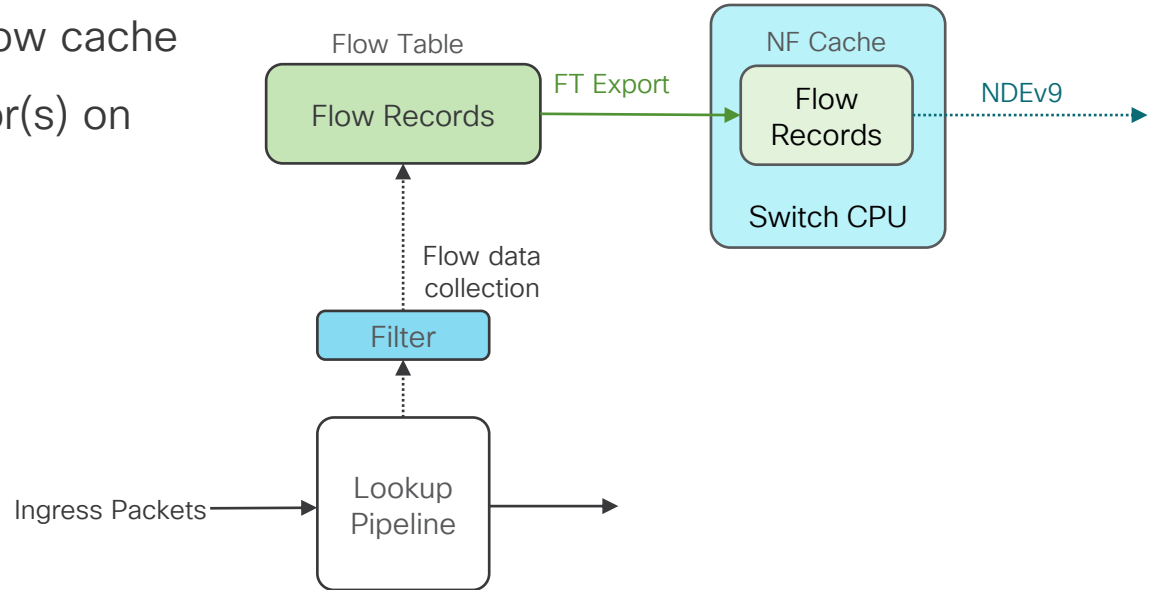 ow cache
or(s) on
Flow Table
Flow Records
FT Export
NF Cache
Flow
Records
Switch CPU
NDEv9
Flow data
collection
Filter
Lookup
Pipeline
Ingress Packets